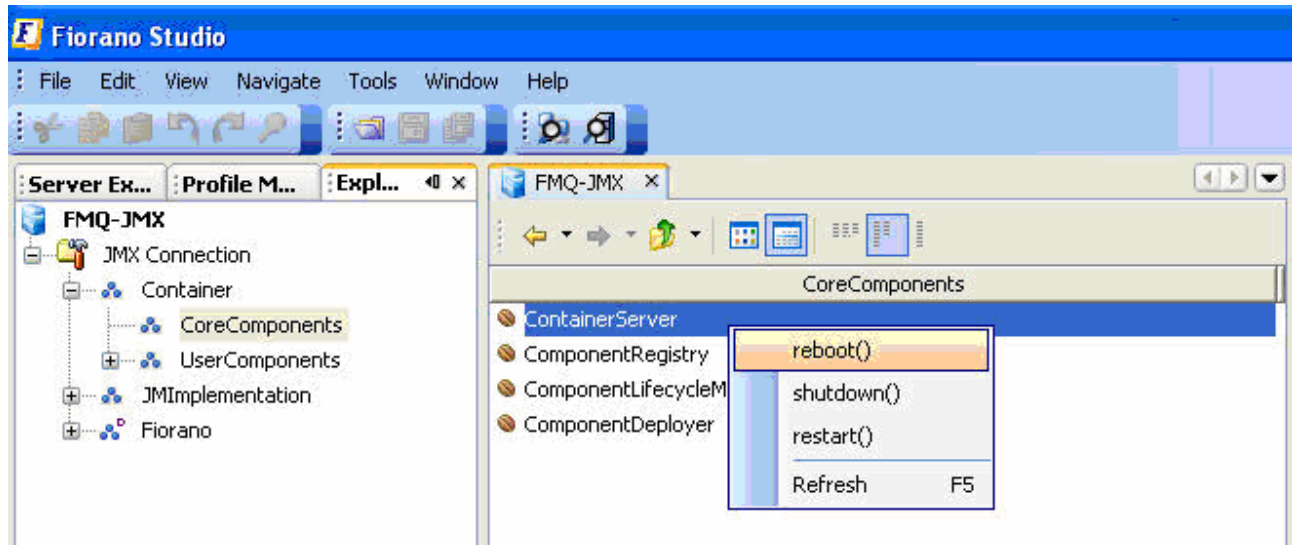 Fiorano Studio
File Edit View Navigate Tools Window Help
Server Ex... Profile M... Expl...
FMQ-JMX
JMX Connection
Container
CoreComponents
UserComponents
JMImplementation
Fiorano
FMQ-JMX
CoreComponents
ContainerServer
ComponentRegistry
ComponentLifecycleM
ComponentDeployer
reboot()
shutdown()
restart()
Refresh F5